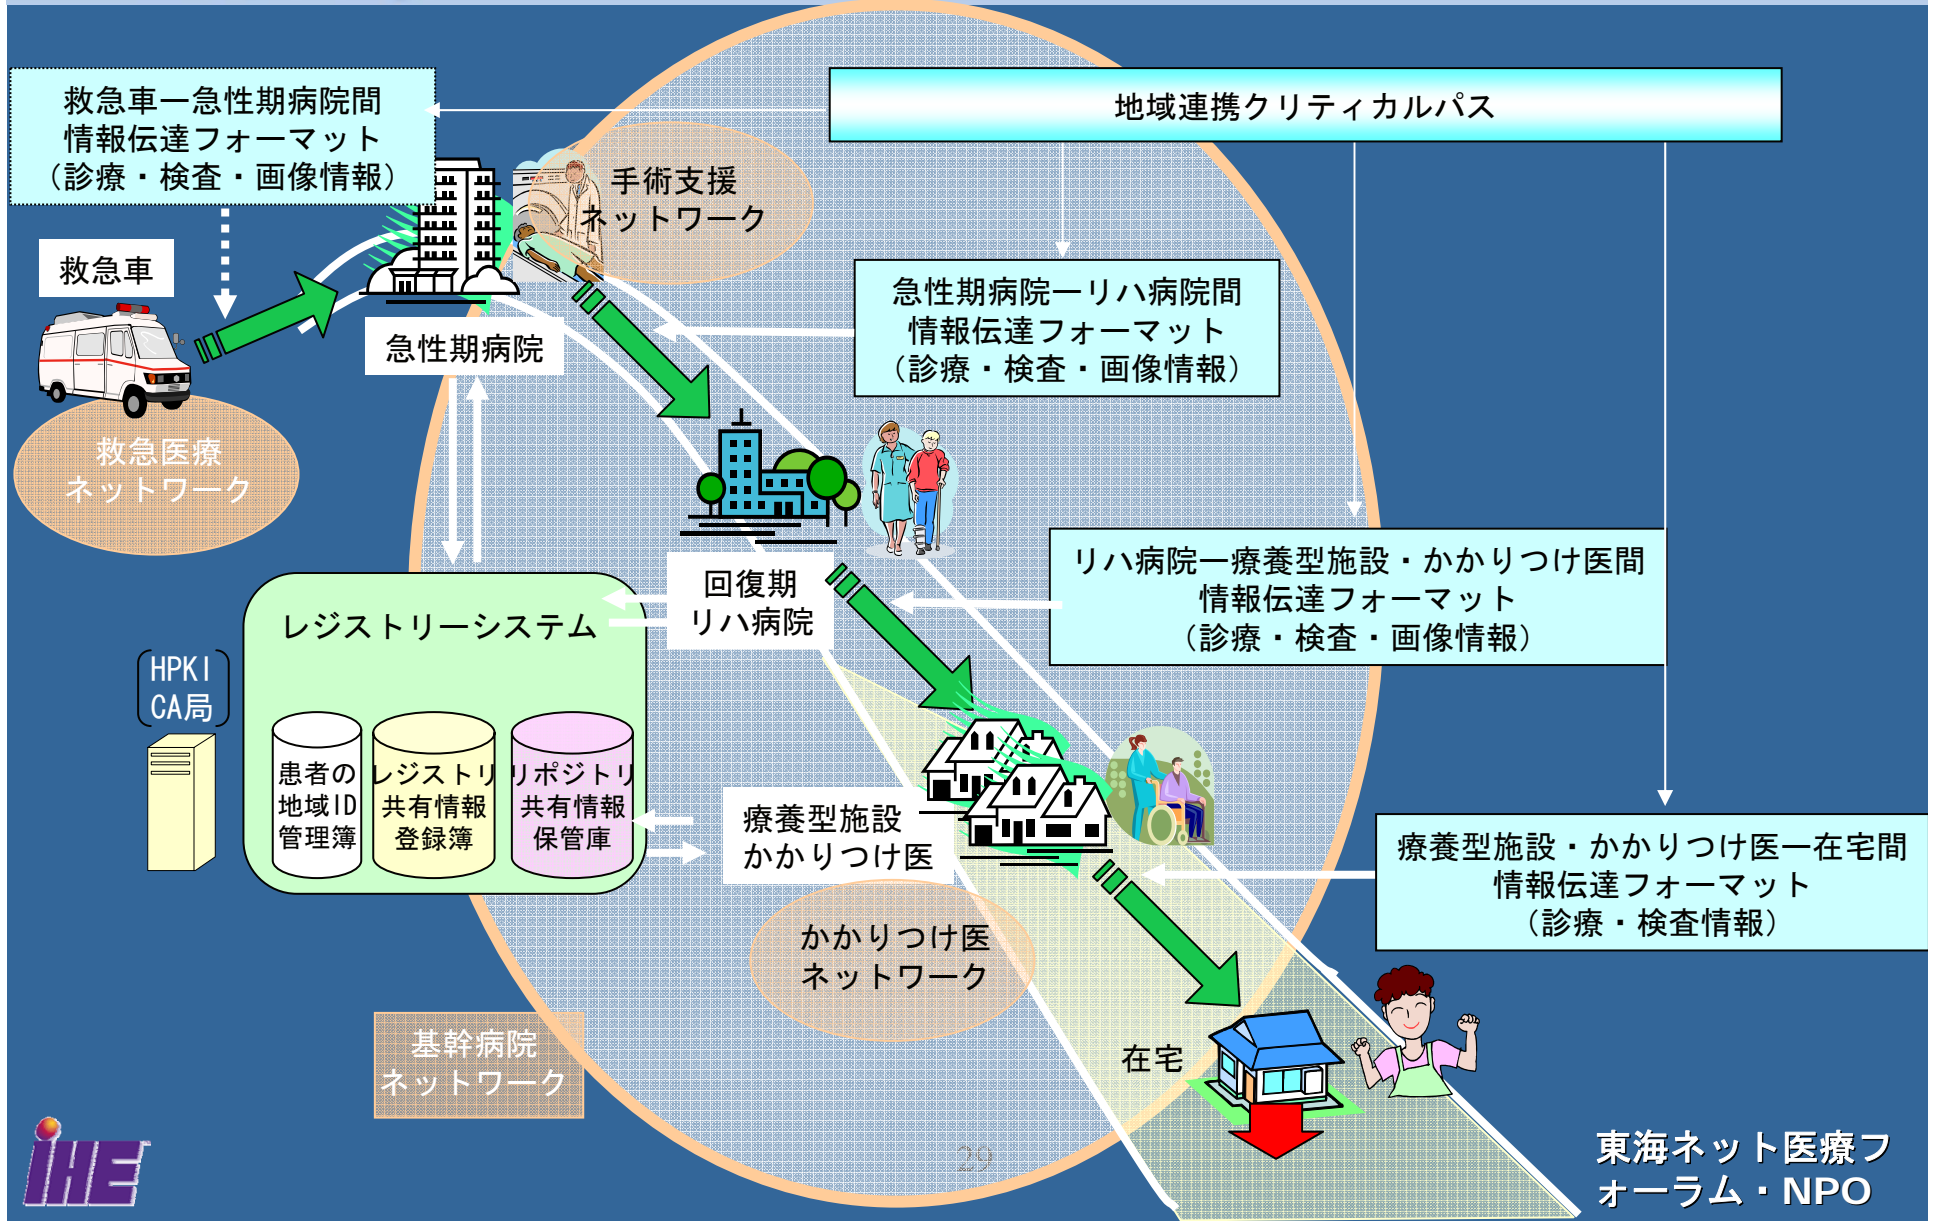 救急車ー急性期病院間
情報伝達フォーマット
（診療・検査・画像情報）
地域連携クリティカルパス
手術支援
ネットワーク
救急車
急性期病院
急性期病院ーリハ病院間
情報伝達フォーマット
（診療・検査・画像情報）
救急医療
ネットワーク
リハ病院ー療養型施設・かかりつけ医間
情報伝達フォーマット
（診療・検査・画像情報）
回復期
リハ病院
レジストリーシステム
HPKI
CA局
患者の
地域ID
管理簿
レジストリ
共有情報
登録簿
リポジトリ
共有情報
保管庫
療養型施設
かかりつけ医
療養型施設・かかりつけ医ー在宅間
情報伝達フォーマット
（診療・検査情報）
かかりつけ医
ネットワーク
基幹病院
ネットワーク
在宅
29
iHE
東海ネット医療フ
ォーラム・NPO